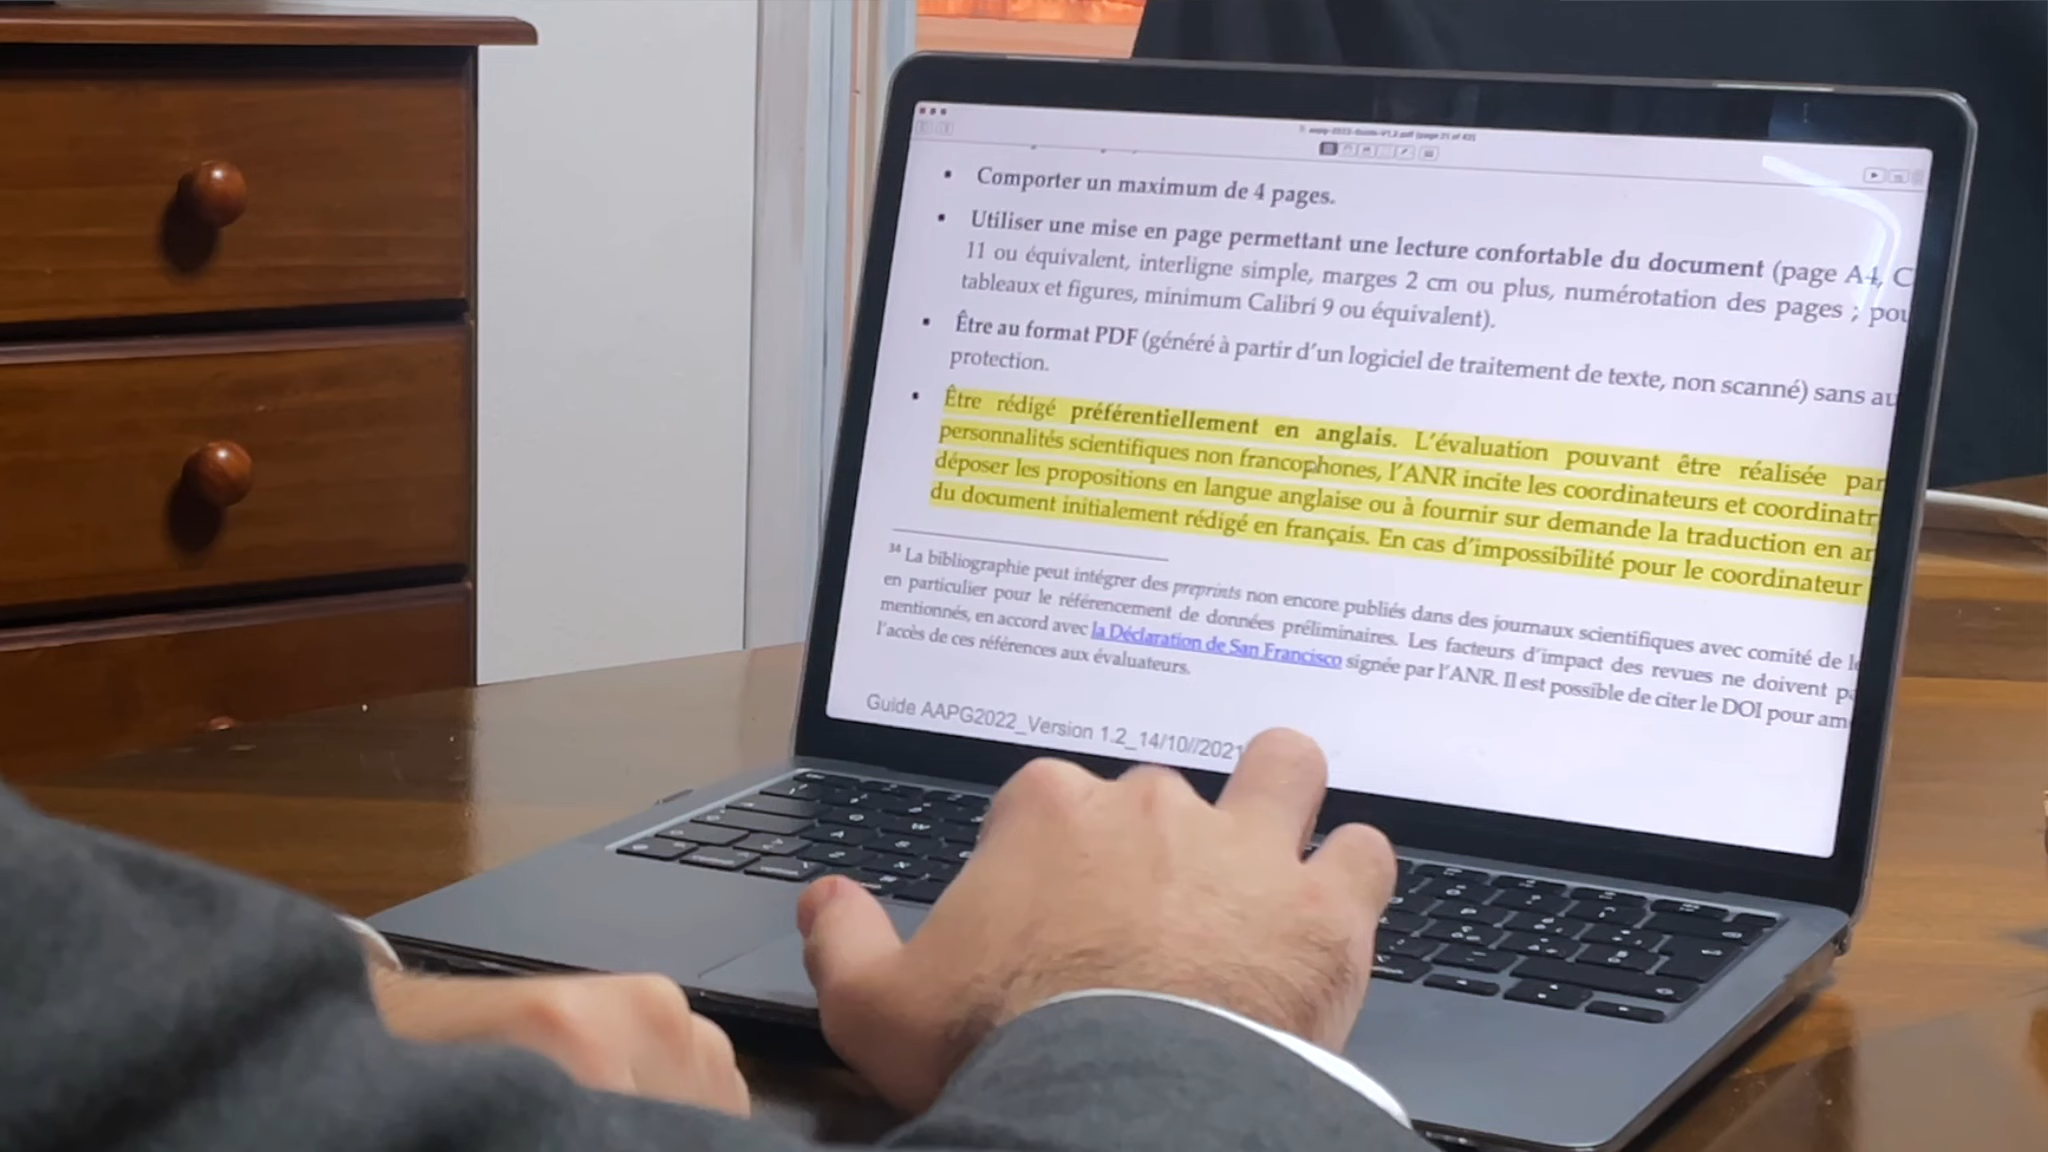 Comporter un maximum de 4 pages.
Utiliser une mise en page permettant une lecture confortable du document (page A4, C
11 ou équivalent, interligne simple, marges 2 cm ou plus, numérotation des pages ; pou
tableaux et figures, minimum Calibri 9 ou équivalent).
Être au format PDF (généré à partir d'un logiciel de traitement de texte, non scanné) sans au
protection.
Être rédigé préférentiellement en anglais. L'évaluation pouvant être réalisée par
personnalités scientifiques non francophones, l'ANR incite les coordinateurs et coordinatr
déposer les propositions en langue anglaise ou à fournir sur demande la traduction en an
du document initialement rédigé en français. En cas d'impossibilité pour le coordinateur
34 La bibliographie peut intégrer des preprints non encore publiés dans des journaux scientifiques avec comité de le
en particulier pour le référencement de données préliminaires. Les facteurs d'impact des revues ne doivent pa
mentionnés, en accord avec la Déclaration de San Francisco signée par l'ANR. Il est possible de citer le DOI pour am
l'accès de ces références aux évaluateurs.
Guide AAPG2022_Version 1.2_14/10//2021